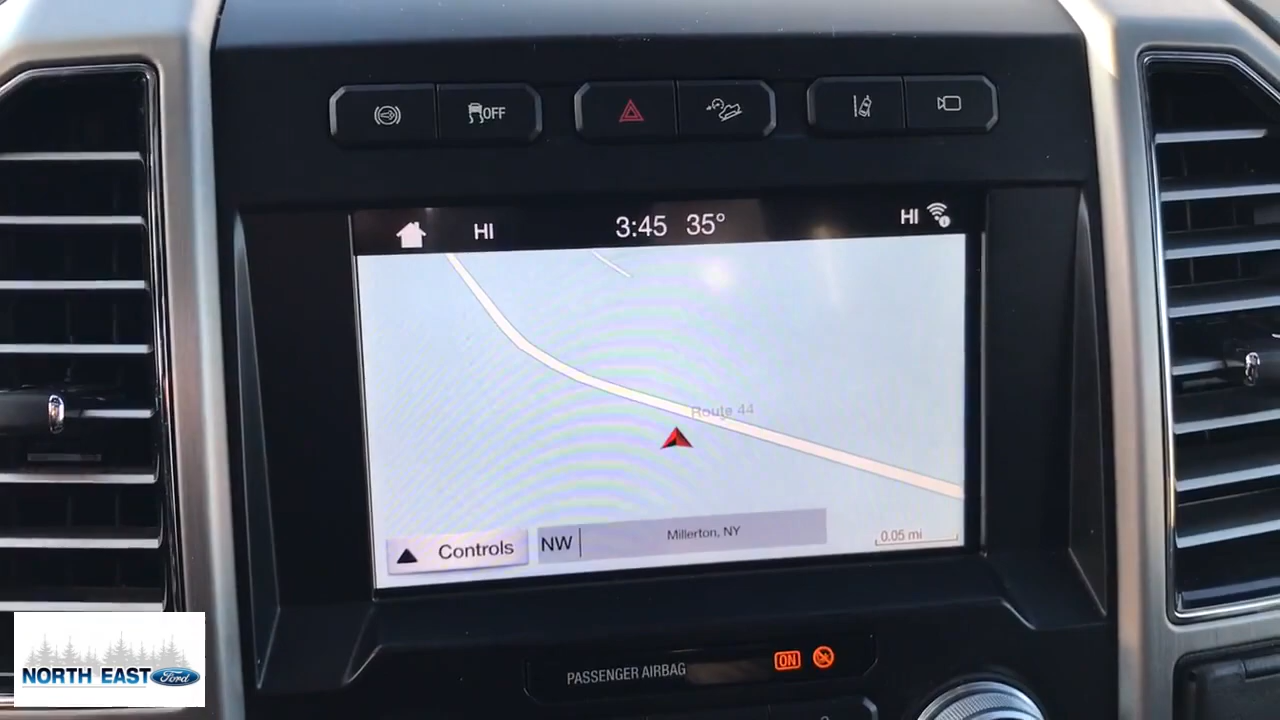 OFF
HI 3:45 35° HI
Route 44
Controls NW Millerton, NY 0.05 mi
PASSENGER AIRBAG ON
NORTH EAST Ford